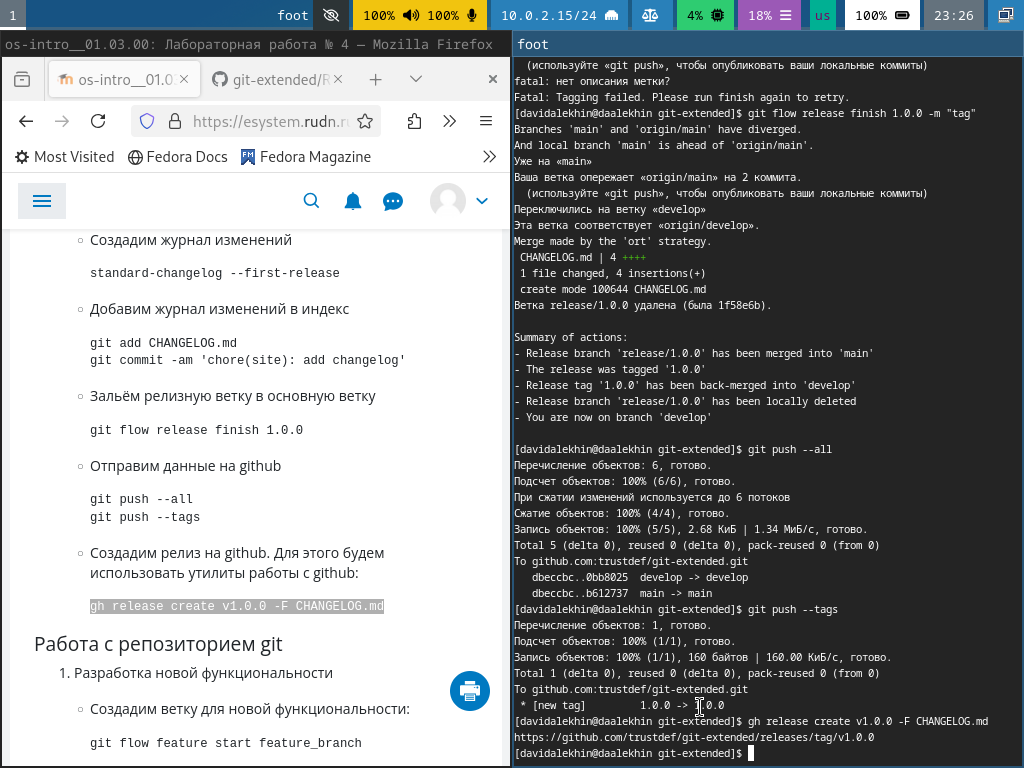 1
foot
100%
100%
10.0.2.15/24
4%
18%
us
100%
23:26
os-intro__01.03.00: Лабораторная работа № 4 — Mozilla Firefox
os-intro__01.0
git-extended/R
https://esystem.rudn.r
Most Visited
Fedora Docs
Fedora Magazine
Создадим журнал изменений
standard-changelog --first-release
Добавим журнал изменений в индекс
git add CHANGELOG.md
git commit -am 'chore(site): add changelog'
Зальём релизную ветку в основную ветку
git flow release finish 1.0.0
Отправим данные на github
git push --all
git push --tags
Создадим релиз на github. Для этого будем
использовать утилиты работы с github:
gh release create v1.0.0 -F CHANGELOG.md
Работа с репозиторием git
1. Разработка новой функциональности
Создадим ветку для новой функциональности:
git flow feature start feature_branch
foot
(используйте «git push», чтобы опубликовать ваши локальные коммиты)
fatal: нет описания метки?
Fatal: Tagging failed. Please run finish again to retry.
[davidalekhin@daalekhin git-extended]$ git flow release finish 1.0.0 -m "tag"
Branches 'main' and 'origin/main' have diverged.
And local branch 'main' is ahead of 'origin/main'.
Уже на «main»
Ваша ветка опережает «origin/main» на 2 коммита.
(используйте «git push», чтобы опубликовать ваши локальные коммиты)
Переключились на ветку «develop»
Эта ветка соответствует «origin/develop».
Merge made by the 'ort' strategy.
CHANGELOG.md | 4 ++++
1 file changed, 4 insertions(+)
create mode 100644 CHANGELOG.md
Ветка release/1.0.0 удалена (была 1f58e6b).
Summary of actions:
- Release branch 'release/1.0.0' has been merged into 'main'
- The release was tagged '1.0.0'
- Release tag '1.0.0' has been back-merged into 'develop'
- Release branch 'release/1.0.0' has been locally deleted
- You are now on branch 'develop'
[davidalekhin@daalekhin git-extended]$ git push --all
Перечисление объектов: 6, готово.
Подсчет объектов: 100% (6/6), готово.
При сжатии изменений используется до 6 потоков
Сжатие объектов: 100% (4/4), готово.
Запись объектов: 100% (5/5), 2.68 КиБ | 1.34 МиБ/с, готово.
Total 5 (delta 0), reused 0 (delta 0), pack-reused 0 (from 0)
To github.com:trustdef/git-extended.git
dbeccbc..0bb8025  develop -> develop
dbeccbc..b612737  main -> main
[davidalekhin@daalekhin git-extended]$ git push --tags
Перечисление объектов: 1, готово.
Подсчет объектов: 100% (1/1), готово.
Запись объектов: 100% (1/1), 160 байтов | 160.00 КиБ/с, готово.
Total 1 (delta 0), reused 0 (delta 0), pack-reused 0 (from 0)
To github.com:trustdef/git-extended.git
* [new tag]         1.0.0 -> 1.0.0
[davidalekhin@daalekhin git-extended]$ gh release create v1.0.0 -F CHANGELOG.md
https://github.com/trustdef/git-extended/releases/tag/v1.0.0
[davidalekhin@daalekhin git-extended]$